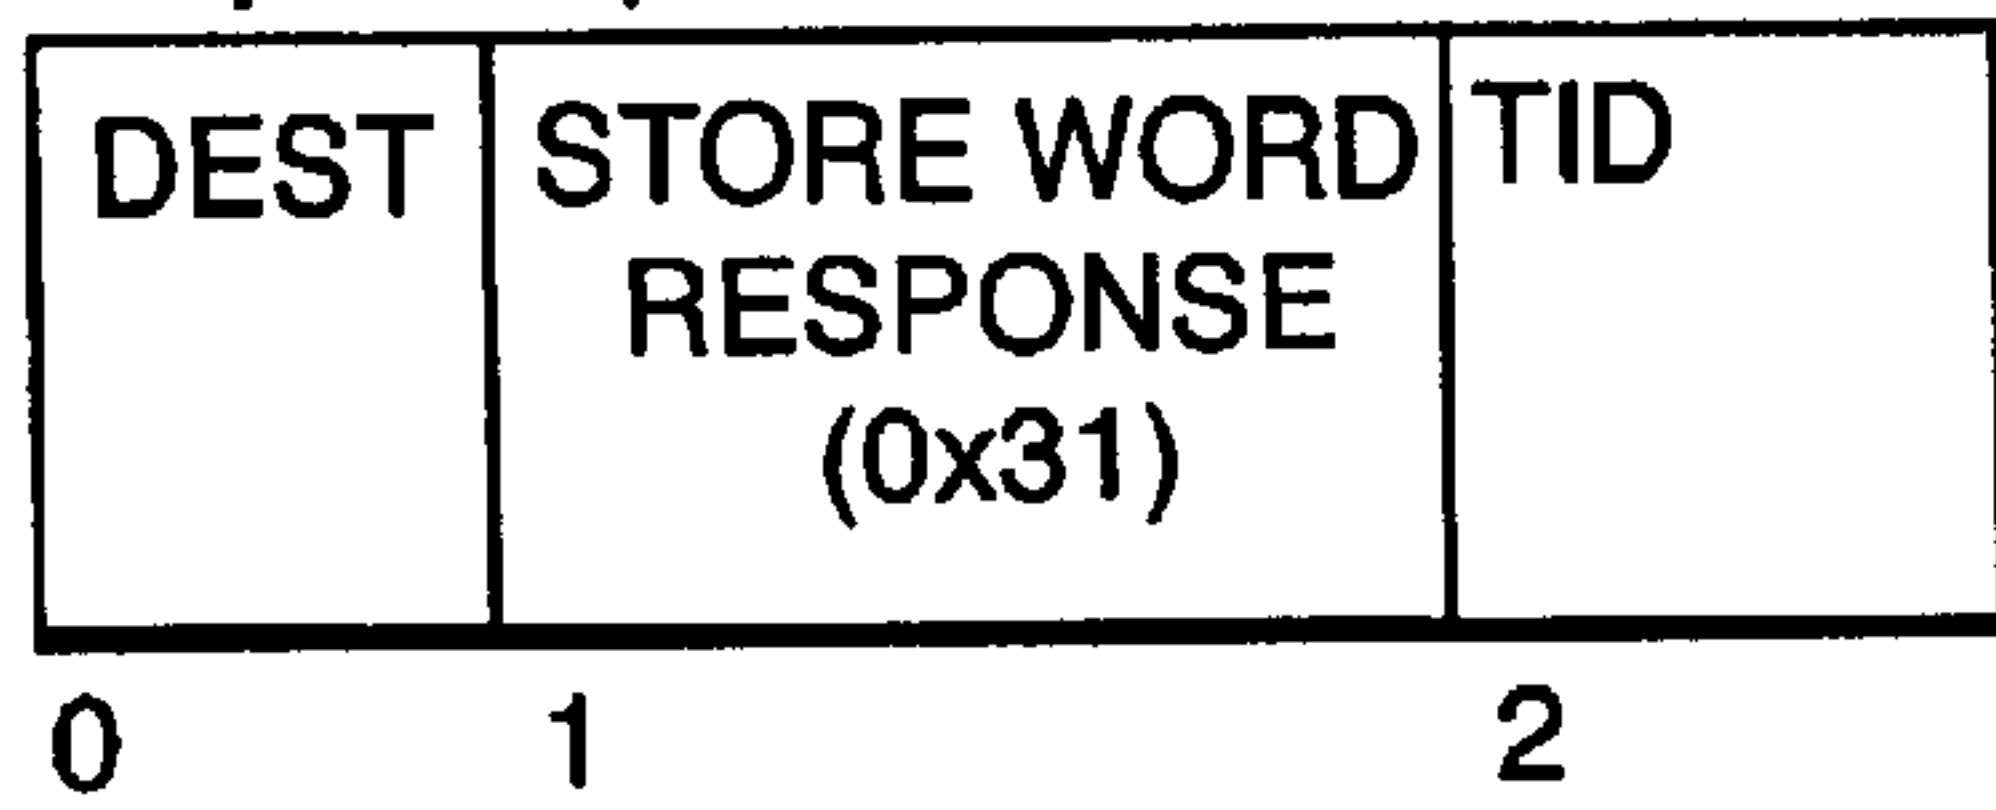 DEST
STORE WORD
RESPONSE
(0x31)
TID
0 1 2